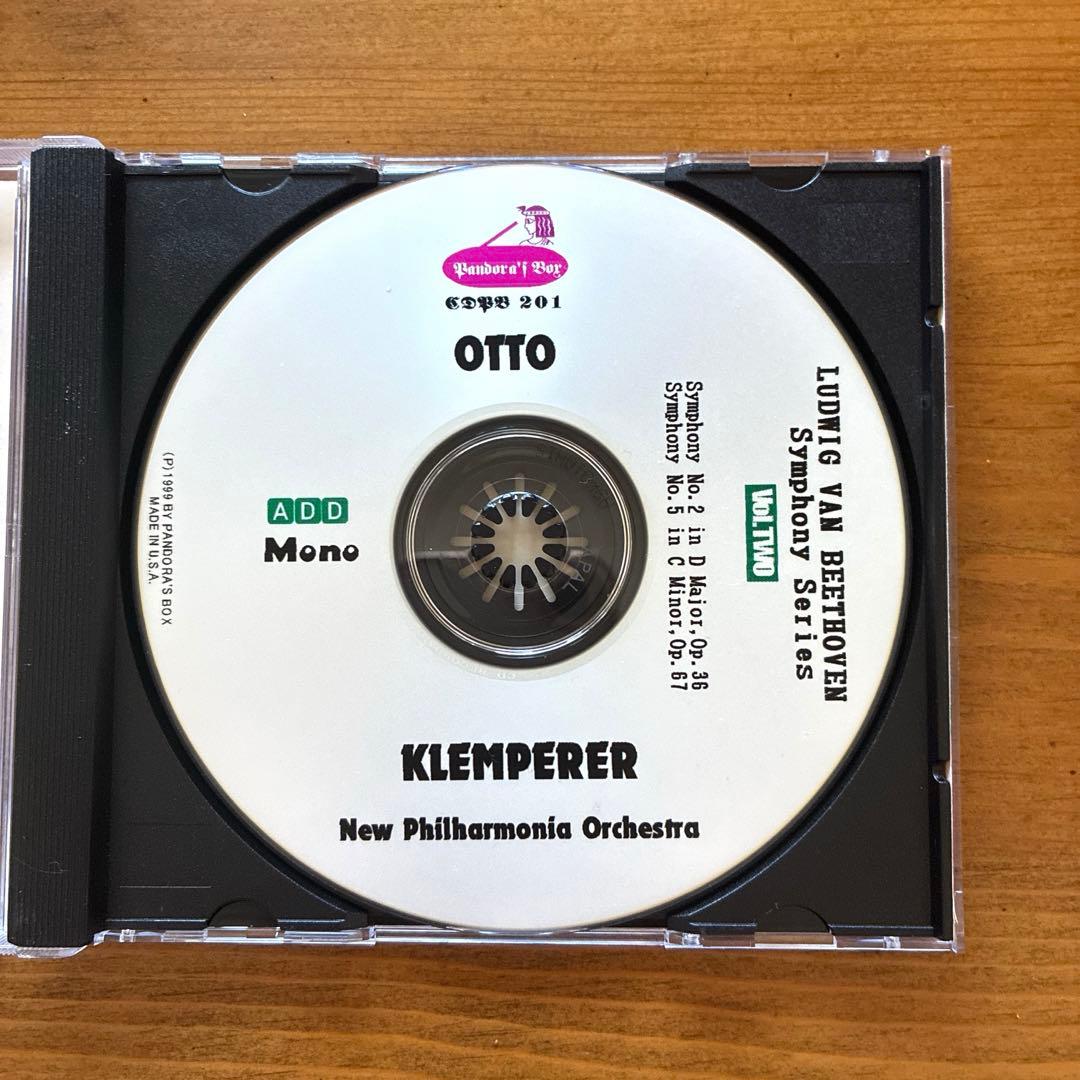 Pandora's Box
CDPB 201
OTTO
LUDWIG VAN BEETHOVEN
Symphony Series
Vol.TWO
Symphony No.2 in D Major,Op.36
Symphony No.5 in C Minor,Op.67
ADD
Mono
(P)1999 BY PANDORA'S BOX
MADE IN U.S.A.
KLEMPERER
New Philharmonia Orchestra